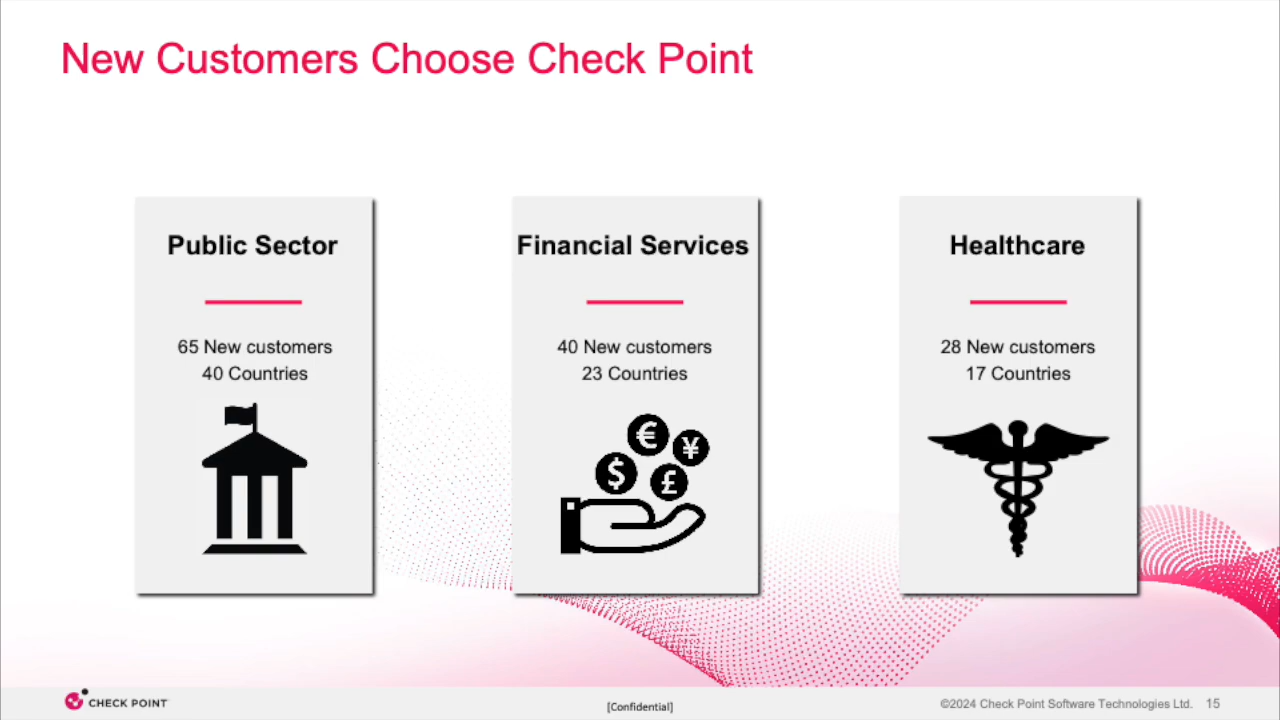 New Customers Choose Check Point
Public Sector
65 New customers
40 Countries
Financial Services
40 New customers
23 Countries
€
¥
$
£
Healthcare
28 New customers
17 Countries
CHECK POINT
[Confidential]
©2024 Check Point Software Technologies Ltd. 15